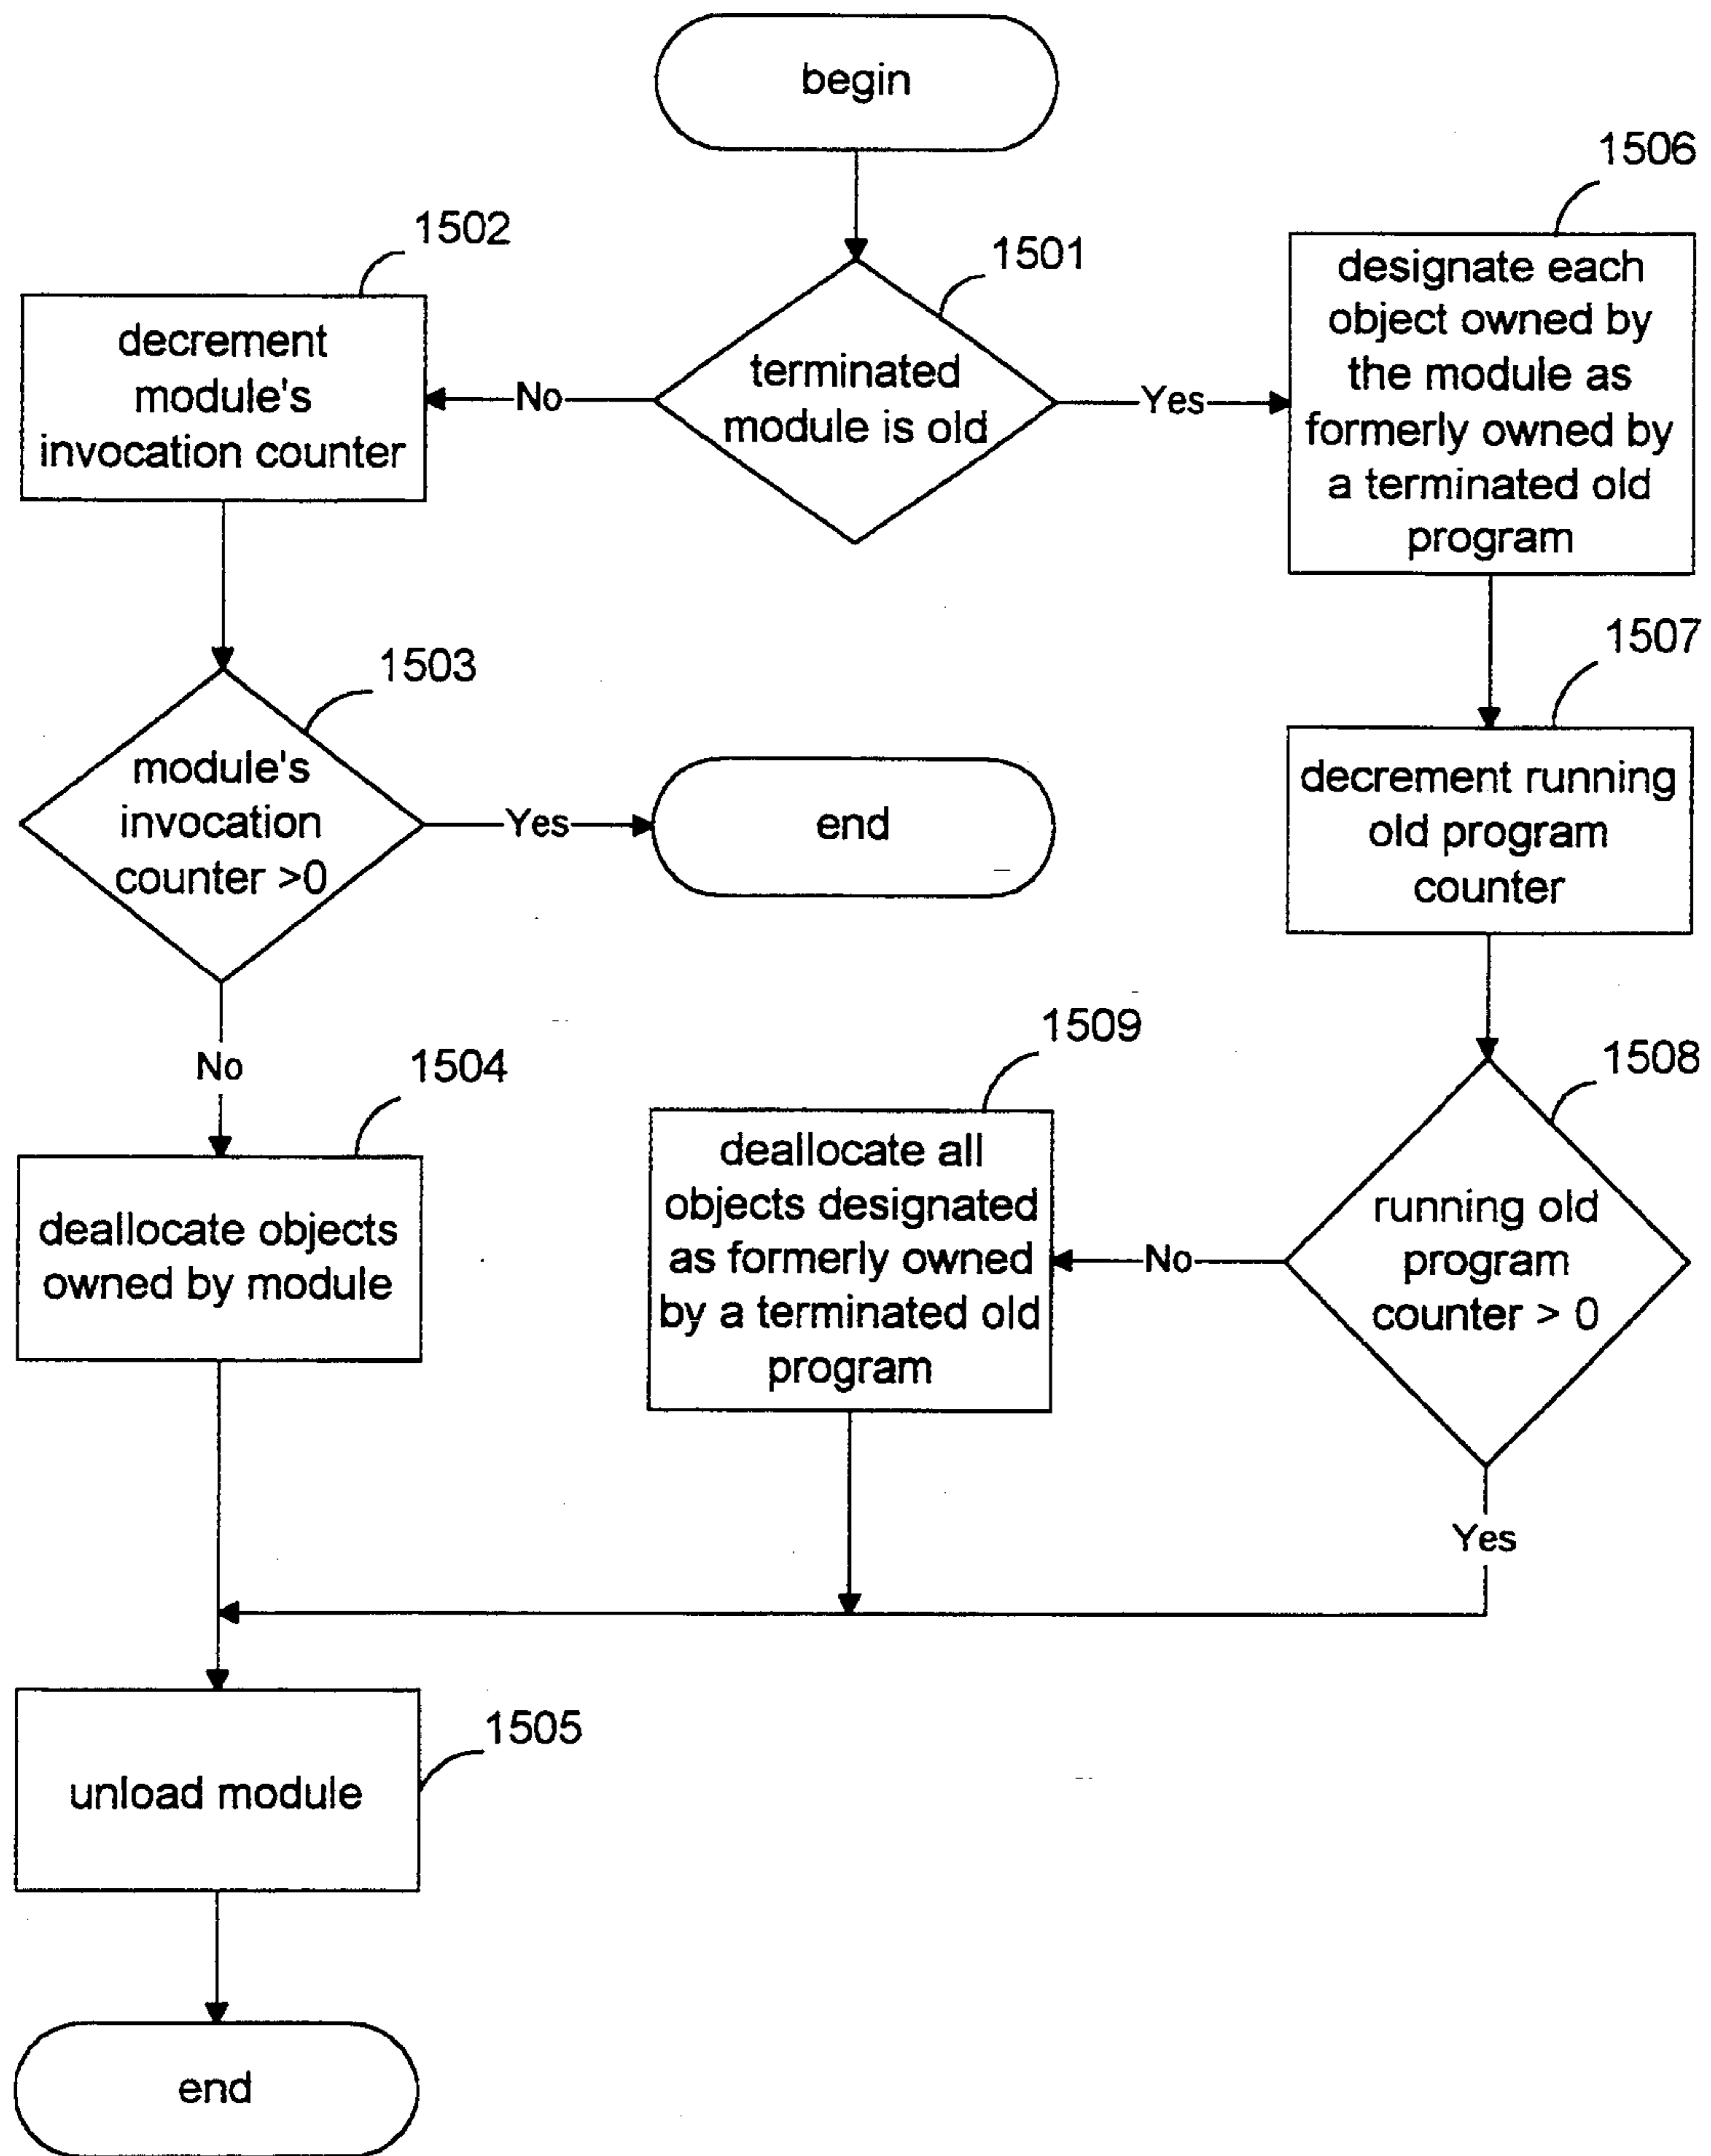 begin
1506
1502
1501
designate each
object owned by
the module as
formerly owned by
a terminated old
program
decrement
module's
invocation counter
No
terminated
module is old
Yes
1507
1503
module's
invocation
counter >0
Yes
end
decrement running
old program
counter
No
1504
1509
1508
deallocate objects
owned by module
deallocate all
objects designated
as formerly owned
by a terminated old
program
No
running old
program
counter > 0
Yes
1505
unload module
end